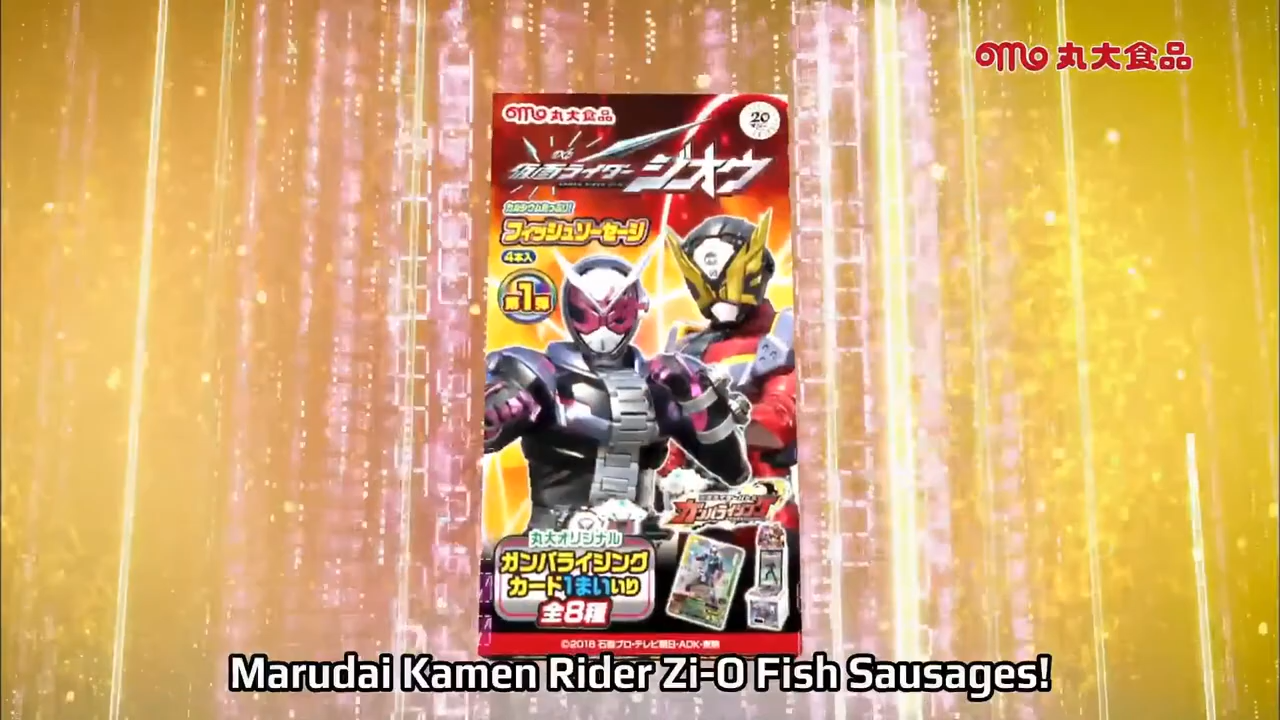 丸大食品
丸大食品
20
仮面ライダー ジオウ
KAMEN RIDER ZI-O
カルシウムたっぷり!
フィッシュソーセージ
4本入
第1弾
ガンバライジング
丸大オリジナル
ガンバライジング
カード1まいいり
全8種
©2018 石森プロ・テレビ朝日・ADK・東映
Marudai Kamen Rider Zi-O Fish Sausages!